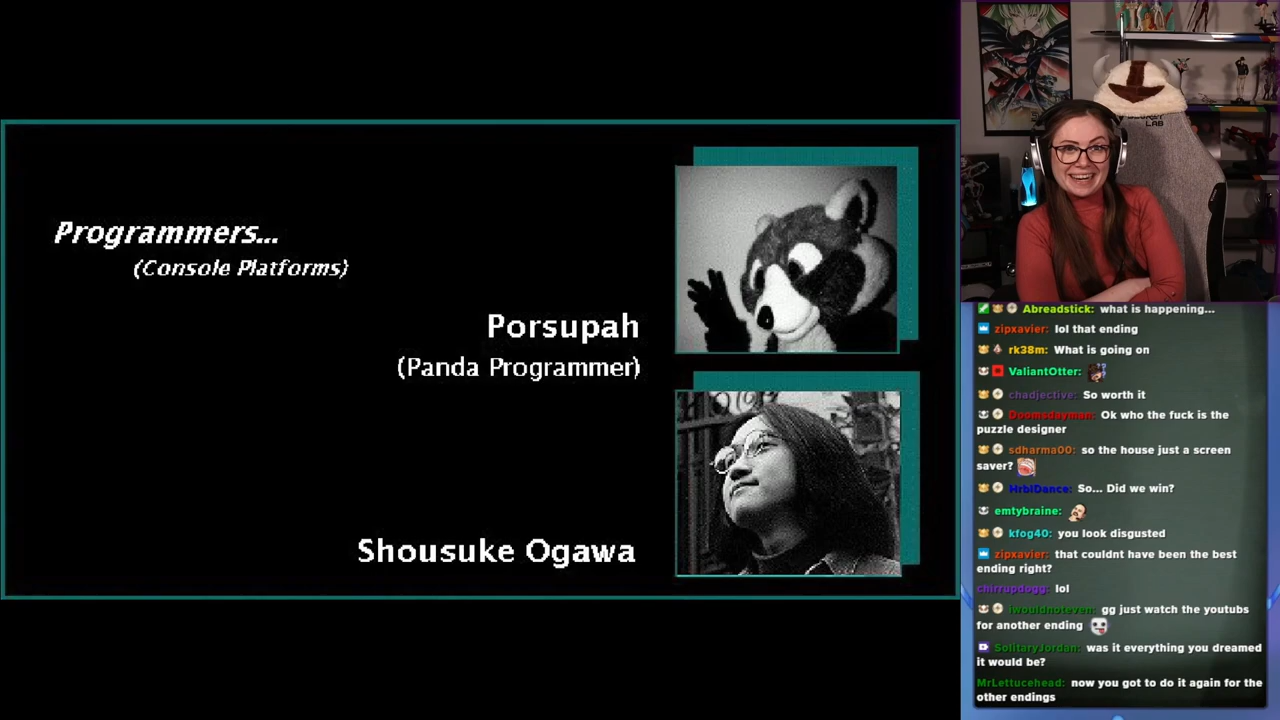 Programmers...
(Console Platforms)
Porsupah
(Panda Programmer)
Shousuke Ogawa
LAB
Abreadstick: what is happening...
zipxavier: lol that ending
rk38m: What is going on
ValiantOtter:
chadjective: So worth it
Doomsdayman: Ok who the fuck is the
puzzle designer
sdharma00: so the house just a screen
saver?
HrblDance: So... Did we win?
emtybraine:
kfog40: you look disgusted
zipxavier: that couldnt have been the best
ending right?
chirrupdogg: lol
iwouldnoteven: gg just watch the youtubs
for another ending
SolitaryJordan: was it everything you dreamed
it would be?
MrLettucehead: now you got to do it again for the
other endings